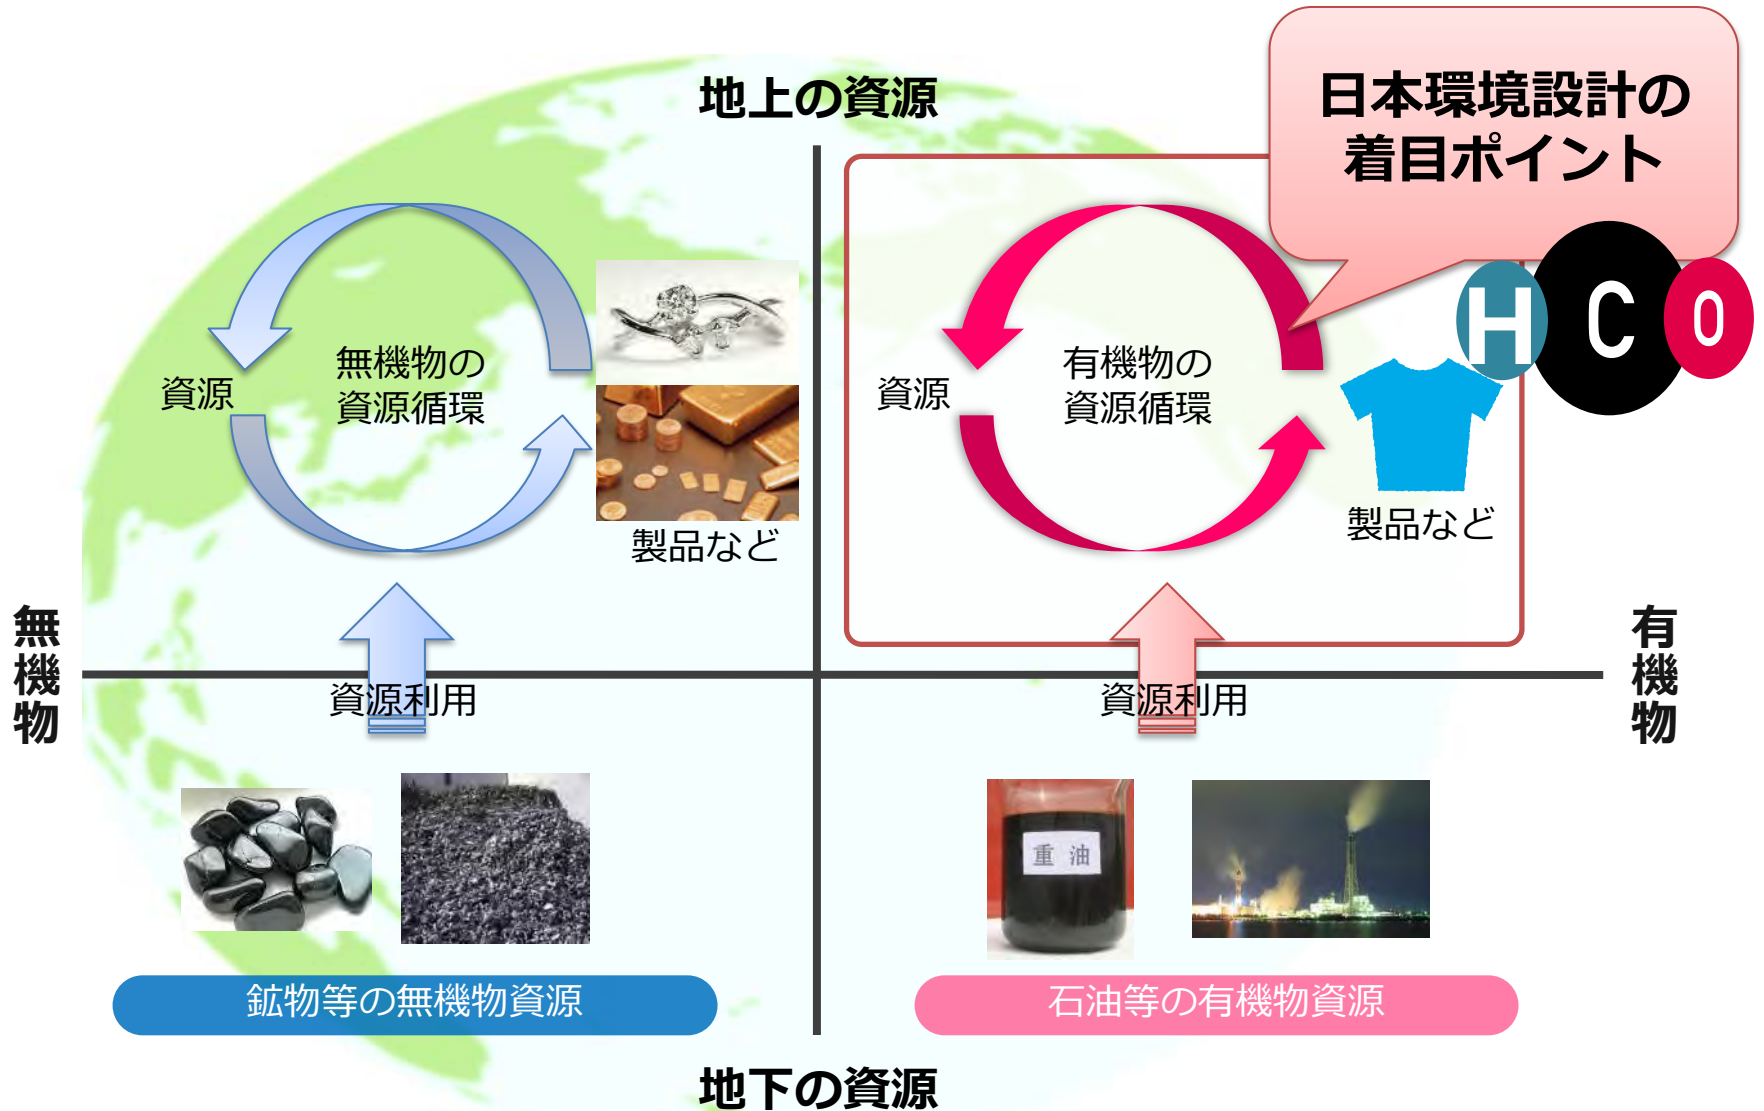 地上の資源
日本環境設計の
着目ポイント
H C O
無機物の
資源循環
資源
製品など
有機物の
資源循環
資源
製品など
無機物
有機物
資源利用
資源利用
重油
鉱物等の無機物資源
石油等の有機物資源
地下の資源